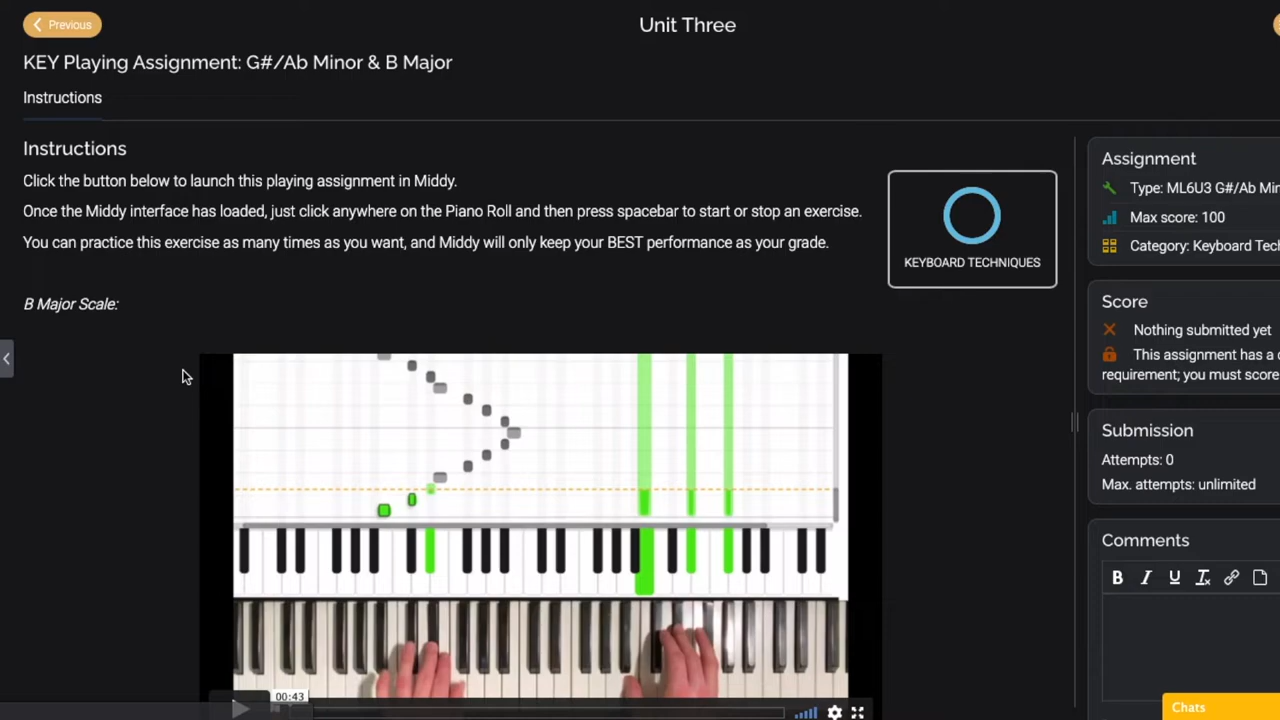 Previous
Unit Three
KEY Playing Assignment: G#/Ab Minor & B Major
Instructions
Instructions
Click the button below to launch this playing assignment in Middy.
Once the Middy interface has loaded, just click anywhere on the Piano Roll and then press spacebar to start or stop an exercise.
You can practice this exercise as many times as you want, and Middy will only keep your BEST performance as your grade.
KEYBOARD TECHNIQUES
B Major Scale:
00:43
Assignment
Type: ML6U3 G#/Ab Min
Max score: 100
Category: Keyboard Tec
Score
Nothing submitted yet
This assignment has a
requirement; you must score
Submission
Attempts: 0
Max. attempts: unlimited
Comments
B I U
Chats